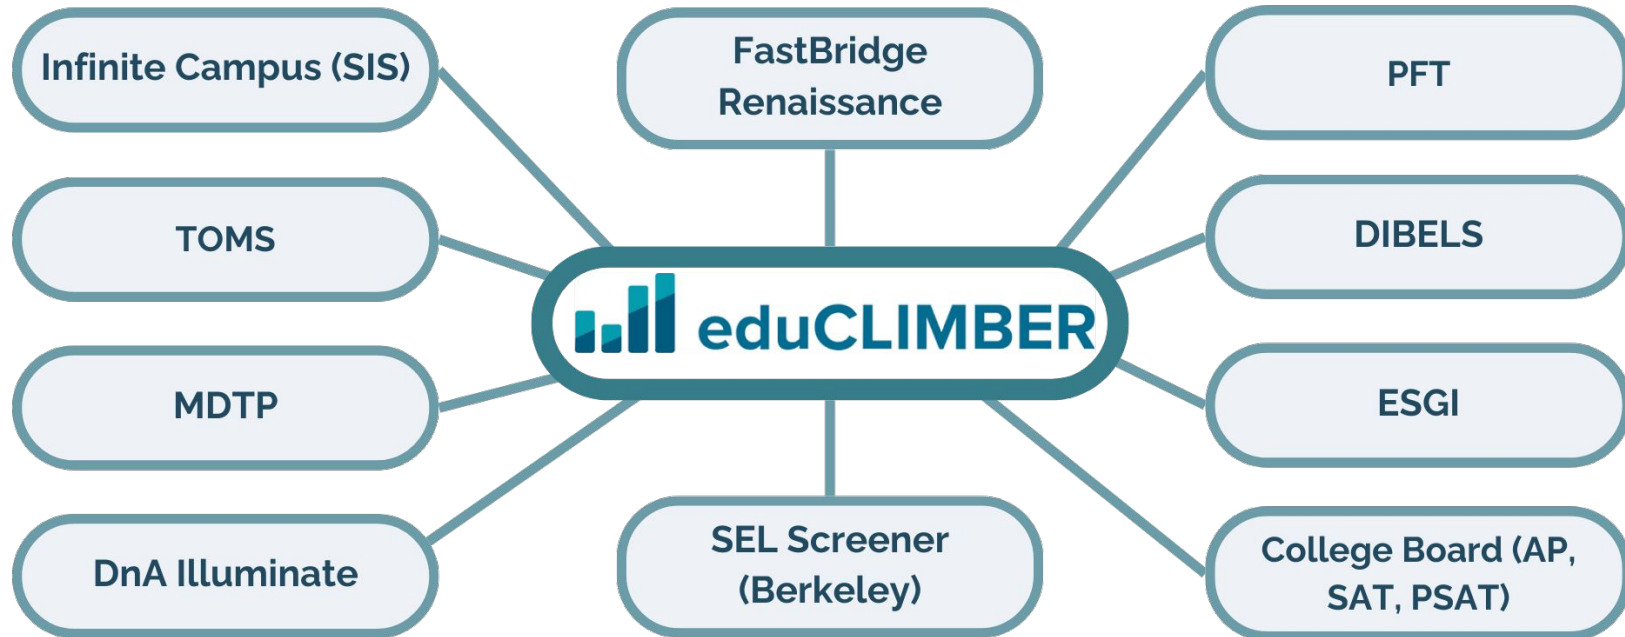 Infinite Campus (SIS)
FastBridge
Renaissance
PFT
TOMS
DIBELS
eduCLIMBER
MDTP
ESGI
DnA Illuminate
SEL Screener
(Berkeley)
College Board (AP,
SAT, PSAT)